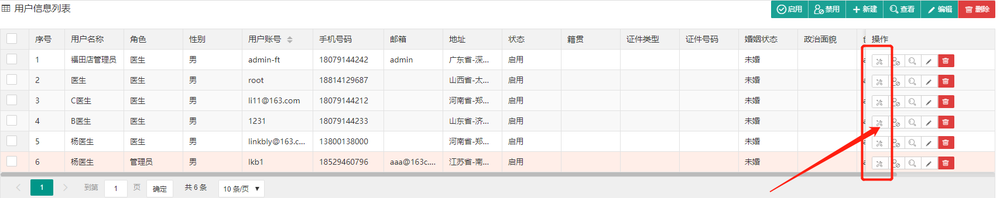 用户信息列表
启用 禁用 新建 查看 编辑 删除
序号 用户名称 角色 性别 用户账号 手机号码 邮箱 地址 状态 籍贯 证件类型 证件号码 婚姻状态 政治面貌 操作
1 福田店管理员 医生 男 admin-ft 18079144242 admin 广东省-深... 启用 未婚
2 医生 医生 男 root 18814129687 山西省-太... 启用 未婚
3 C医生 医生 男 li11@163.com 18079144212 河南省-郑... 启用 未婚
4 B医生 医生 男 1231 18079144233 山东省-济... 启用 未婚
5 杨医生 医生 男 linkbly@163.c... 13800138000 河南省-郑... 启用 未婚
6 杨医生 管理员 男 lkb1 18529460796 aaa@163c.... 江苏省-南... 启用 未婚
1 到第 1 页 确定 共 6 条 10 条/页